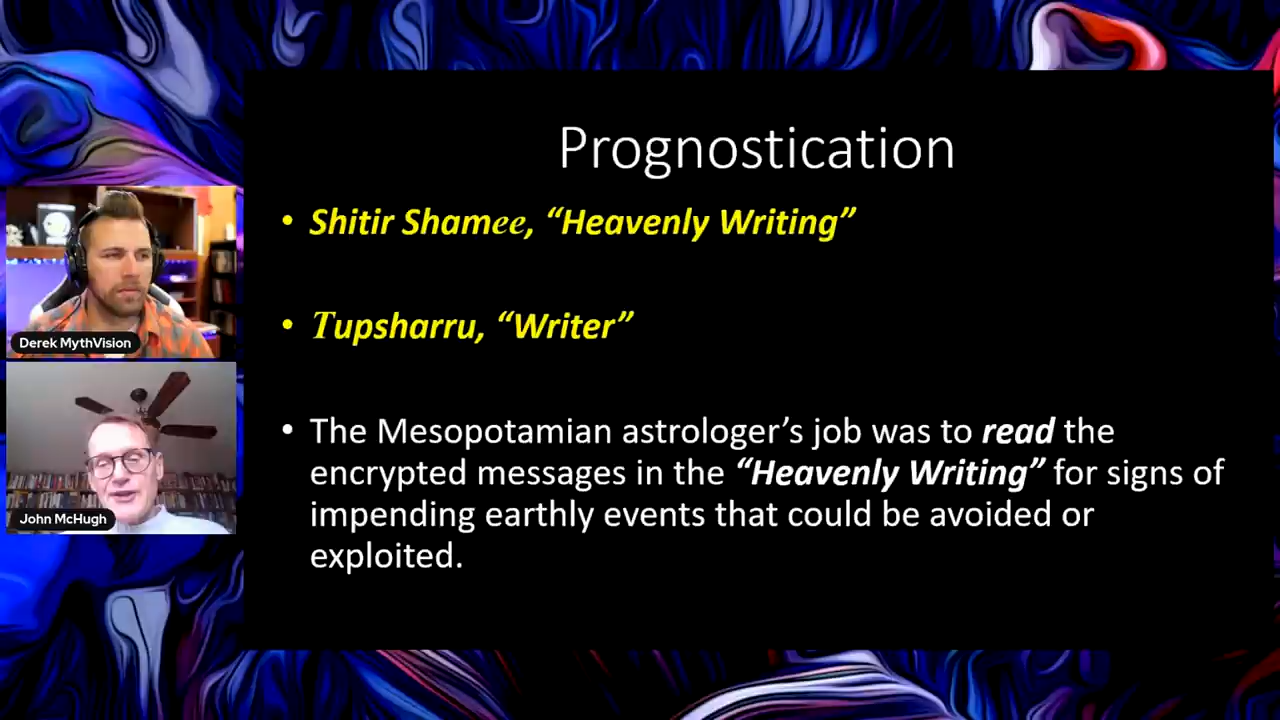 Prognostication
• Shitir Shamee, “Heavenly Writing”
• Tupsharru, “Writer”
• The Mesopotamian astrologer’s job was to read the
encrypted messages in the “Heavenly Writing” for signs of
impending earthly events that could be avoided or
exploited.
Derek MythVision
John McHugh